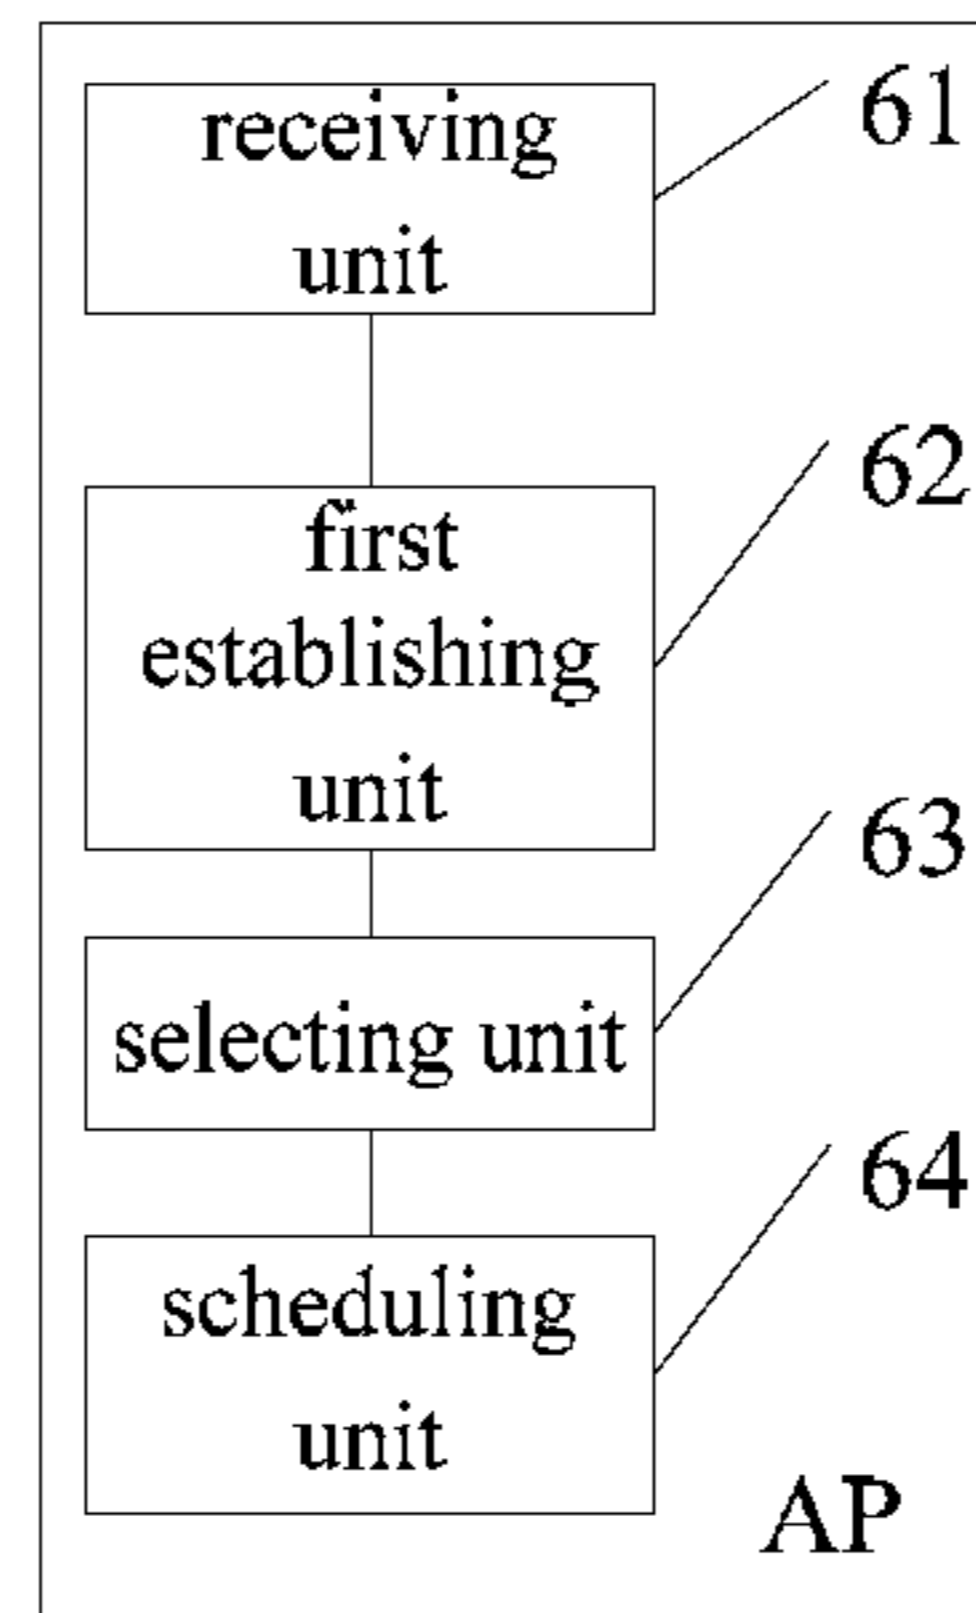 receiving
unit
61
first
establishing
unit
62
selecting unit
63
scheduling
unit
64
AP